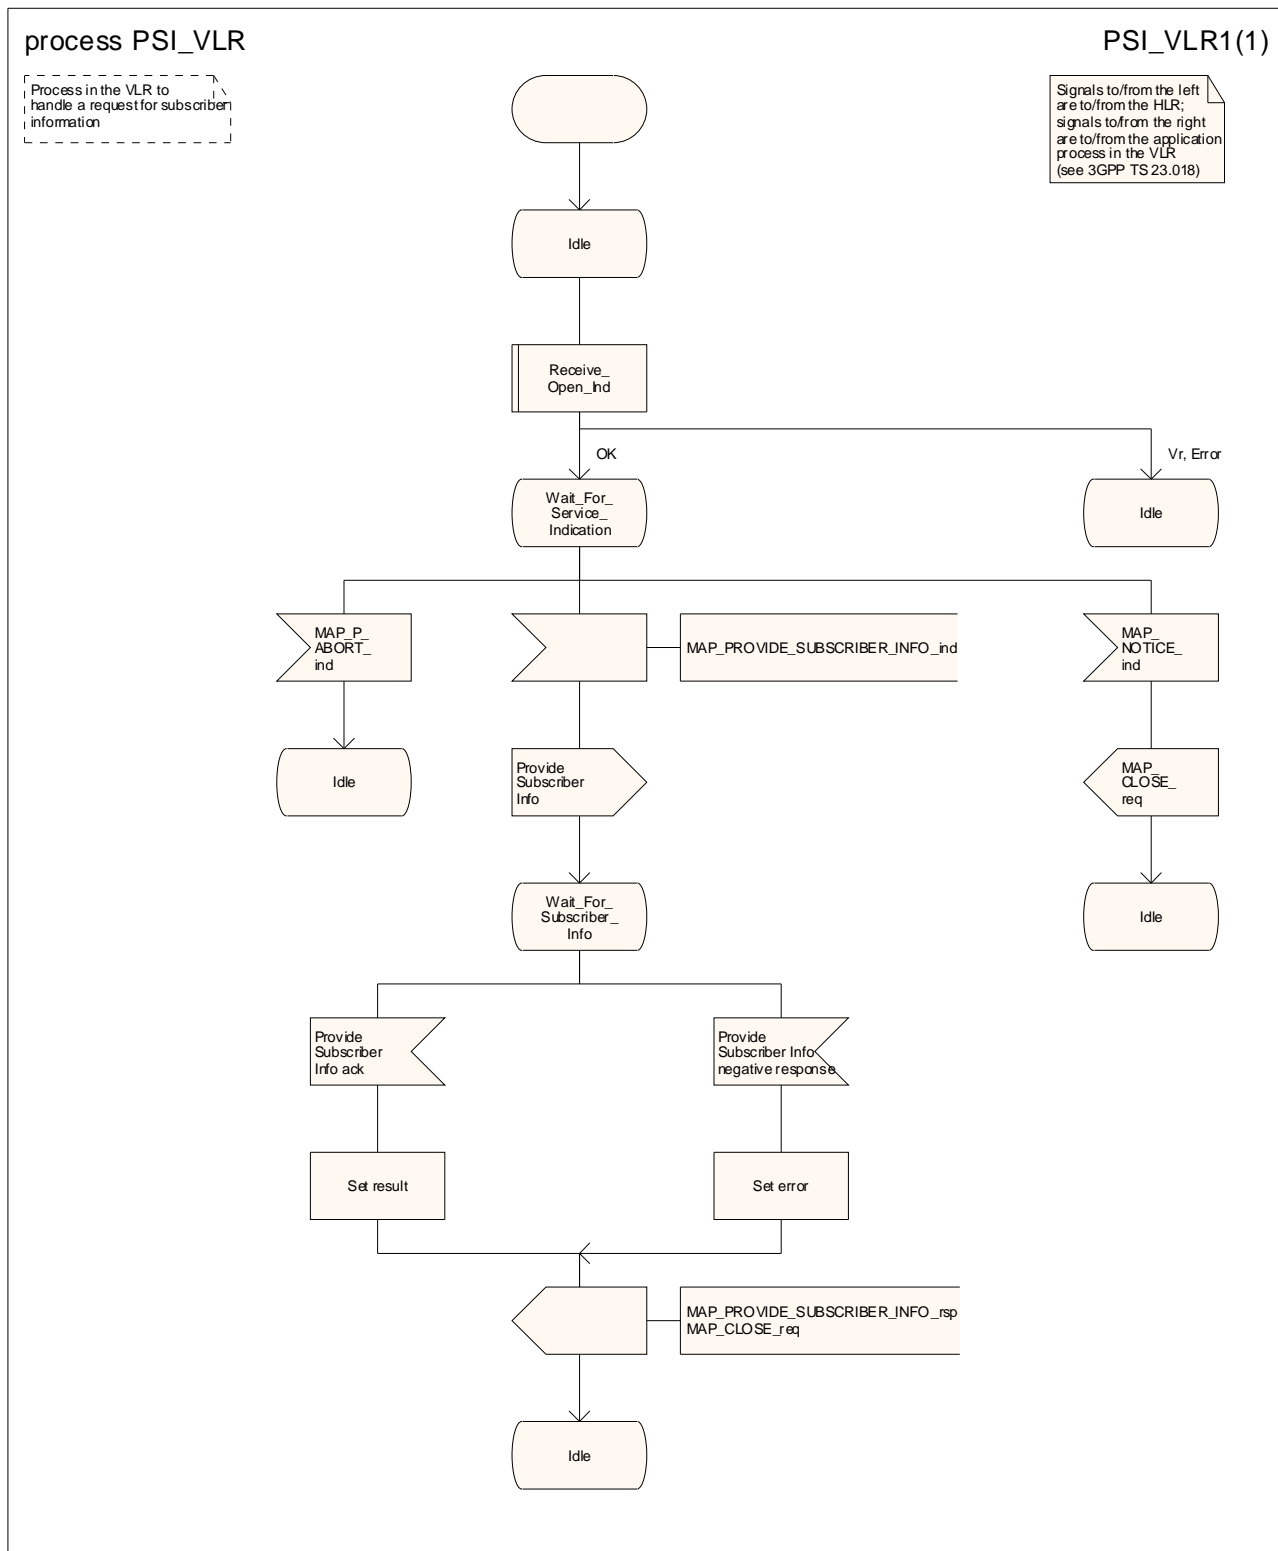 process PSI_VLR
PSI_VLR1(1)
Process in the VLR to
handle a request for subscriber
information
Signals to/from the left
are to/from the HLR;
signals to/from the right
are to/from the application
process in the VLR
(see 3GPP TS 23.018)
Idle
Receive_
Open_Ind
OK
Vr, Error
Wait_For_
Service_
Indication
Idle
MAP_P_
ABORT_
ind
MAP_PROVIDE_SUBSCRIBER_INFO_ind
MAP_
NOTICE_
ind
Idle
Provide
Subscriber
Info
MAP_
CLOSE_
req
Wait_For_
Subscriber_
Info
Idle
Provide
Subscriber
Info ack
Provide
Subscriber Info
negative response
Set result
Set error
MAP_PROVIDE_SUBSCRIBER_INFO_rsp
MAP_CLOSE_req
Idle